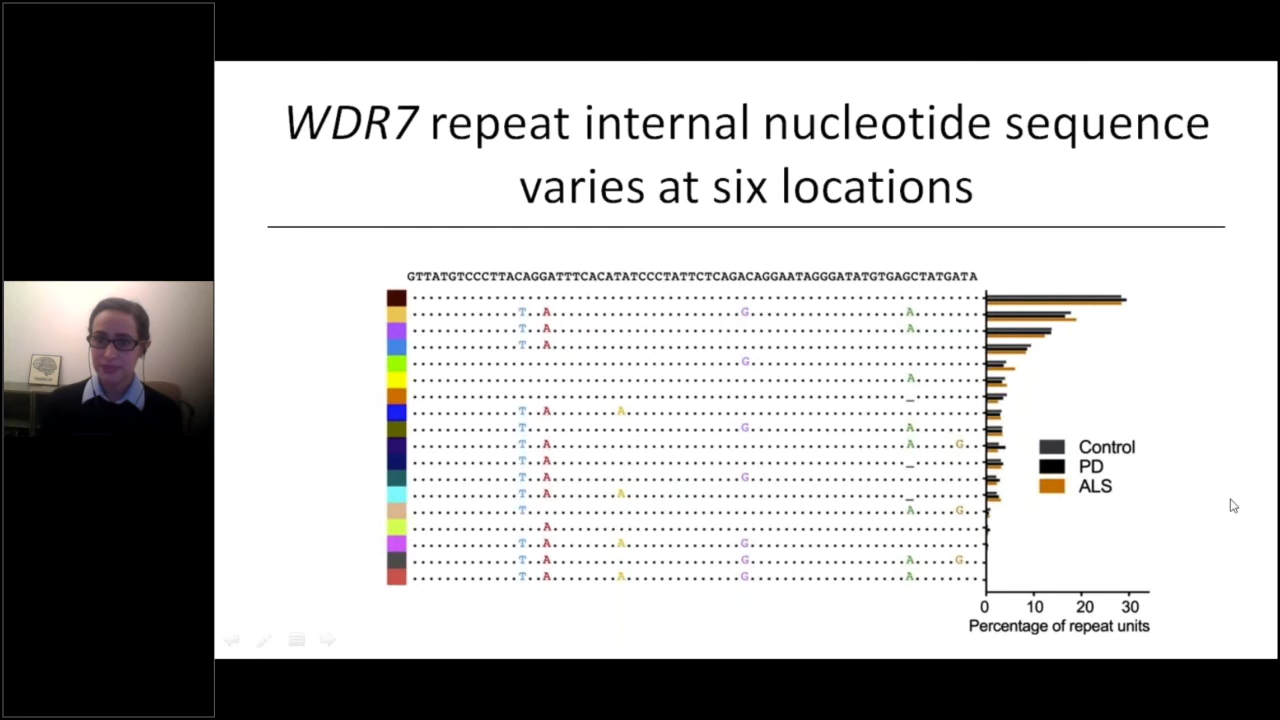 WDR7 repeat internal nucleotide sequence
varies at six locations
GTTATGTCCCTTACAGGATTTCACATATCCCTATTCTCAGACAGGAATAGGGATATGTGAGCTATGATA
.....................................................................
.............T..A.......................G...................A........
.............T..A...........................................A........
.............T..A....................................................
........................................G............................
............................................................A........
............................................................_........
.............T..A........A...........................................
.............T..........................G...................A........
.............T..A...........................................A.....G..
.............T..A..........................................._........
.............T..A.......................G............................
.............T..A........A.................................._........
.............T..............................................A.....G..
................A....................................................
.............T..A........A..............G............................
.............T..A.......................G...................A.....G..
.............T..A........A..............G...................A........
Control
PD
ALS
0 10 20 30
Percentage of repeat units